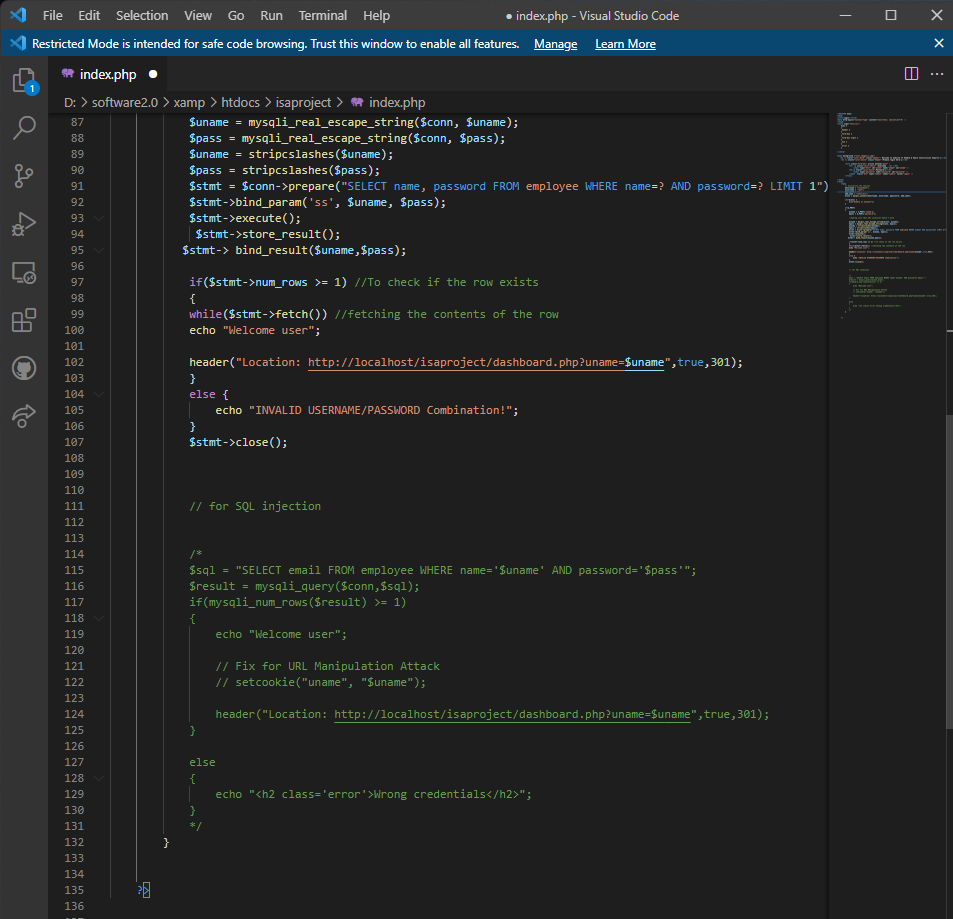 File Edit Selection View Go Run Terminal Help ● index.php - Visual Studio Code
Restricted Mode is intended for safe code browsing. Trust this window to enable all features. Manage Learn More
1
index.php ●
D: > software2.0 > xamp > htdocs > isaproject > index.php
87 $uname = mysqli_real_escape_string($conn, $uname);
88 $pass = mysqli_real_escape_string($conn, $pass);
89 $uname = stripcslashes($uname);
90 $pass = stripcslashes($pass);
91 $stmt = $conn->prepare("SELECT name, password FROM employee WHERE name=? AND password=? LIMIT 1")
92 $stmt->bind_param('ss', $uname, $pass);
93 $stmt->execute();
94 $stmt->store_result();
95 $stmt-> bind_result($uname,$pass);
96
97 if($stmt->num_rows >= 1) //To check if the row exists
98 {
99 while($stmt->fetch()) //fetching the contents of the row
100 echo "Welcome user";
101
102 header("Location: http://localhost/isaproject/dashboard.php?uname=$uname",true,301);
103 }
104 else {
105 echo "INVALID USERNAME/PASSWORD Combination!";
106 }
107 $stmt->close();
108
109
110
111 // for SQL injection
112
113
114 /*
115 $sql = "SELECT email FROM employee WHERE name='$uname' AND password='$pass'";
116 $result = mysqli_query($conn,$sql);
117 if(mysqli_num_rows($result) >= 1)
118 {
119 echo "Welcome user";
120
121 // Fix for URL Manipulation Attack
122 // setcookie("uname", "$uname");
123
124 header("Location: http://localhost/isaproject/dashboard.php?uname=$uname",true,301);
125 }
126
127 else
128 {
129 echo "<h2 class='error'>Wrong credentials</h2>";
130 }
131 */
132 }
133
134
135 ?>
136